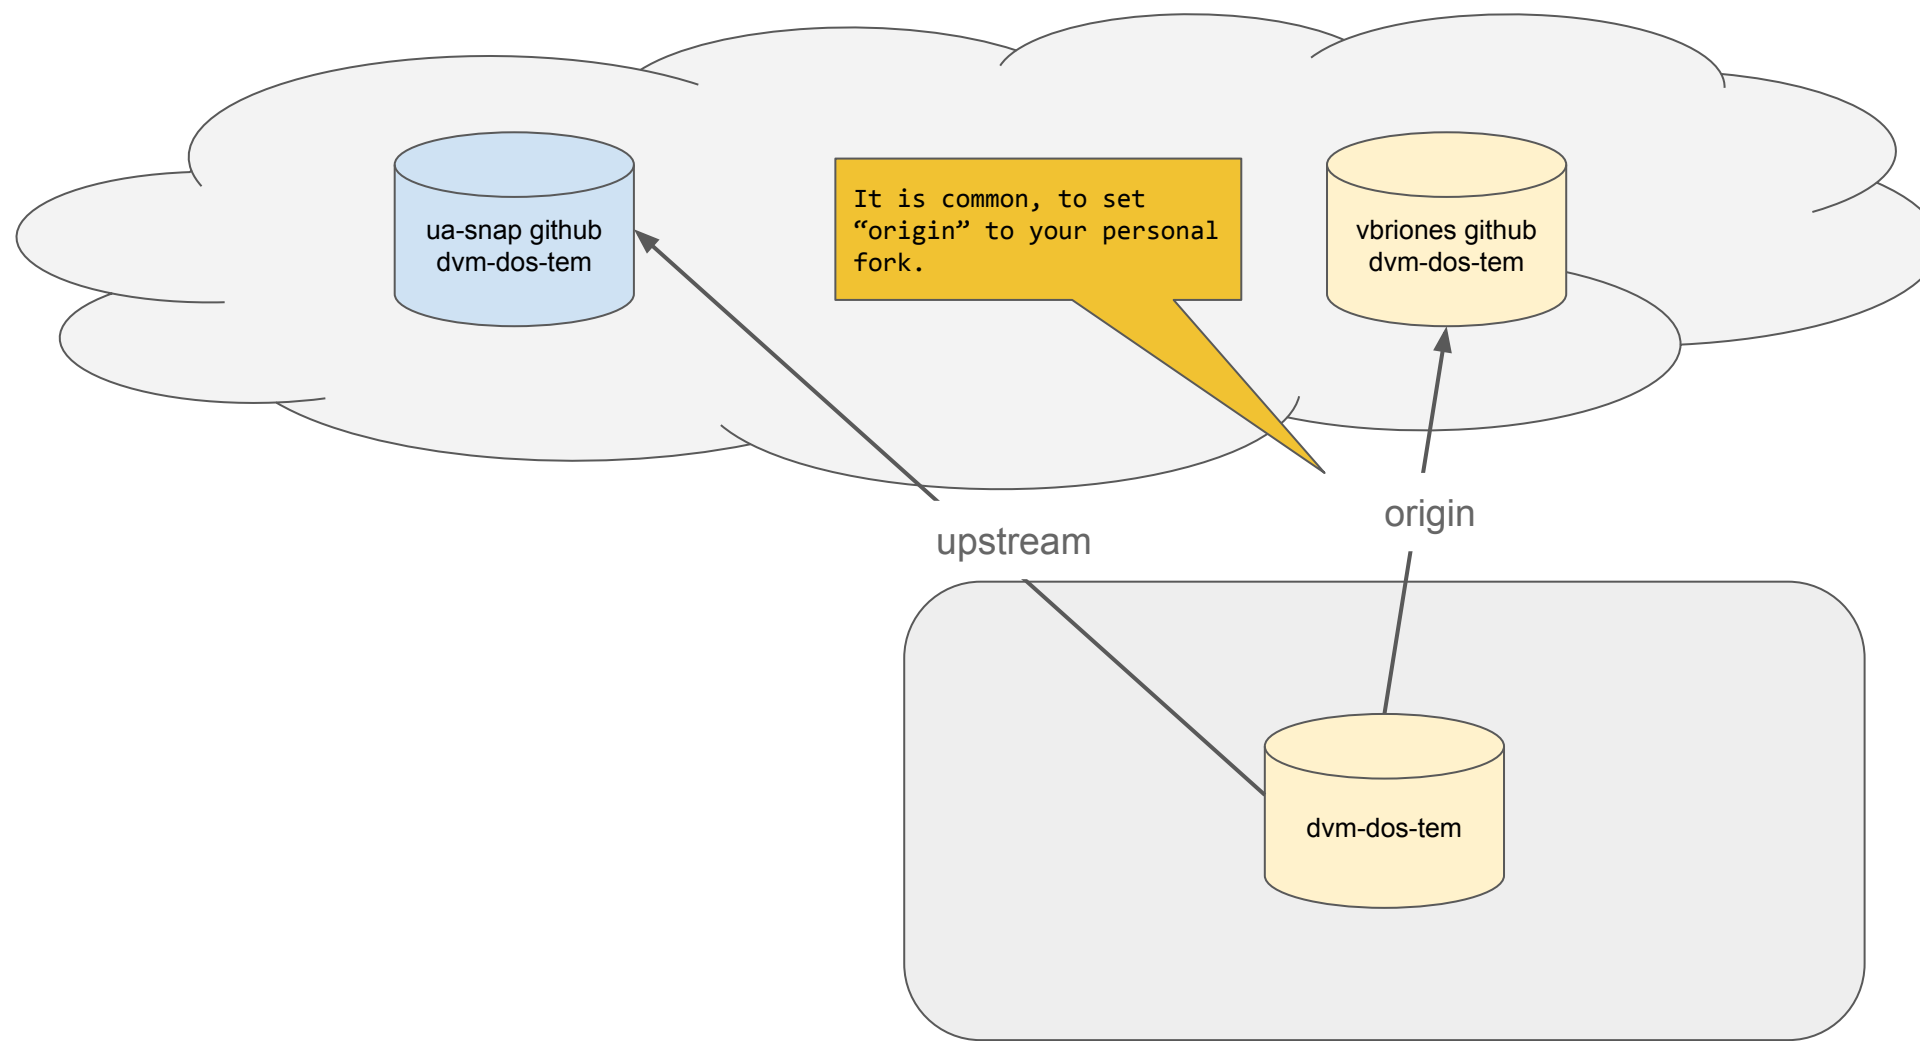 ua-snap github
dvm-dos-tem
It is common, to set
“origin” to your personal
fork.
vbriones github
dvm-dos-tem
origin
upstream
dvm-dos-tem